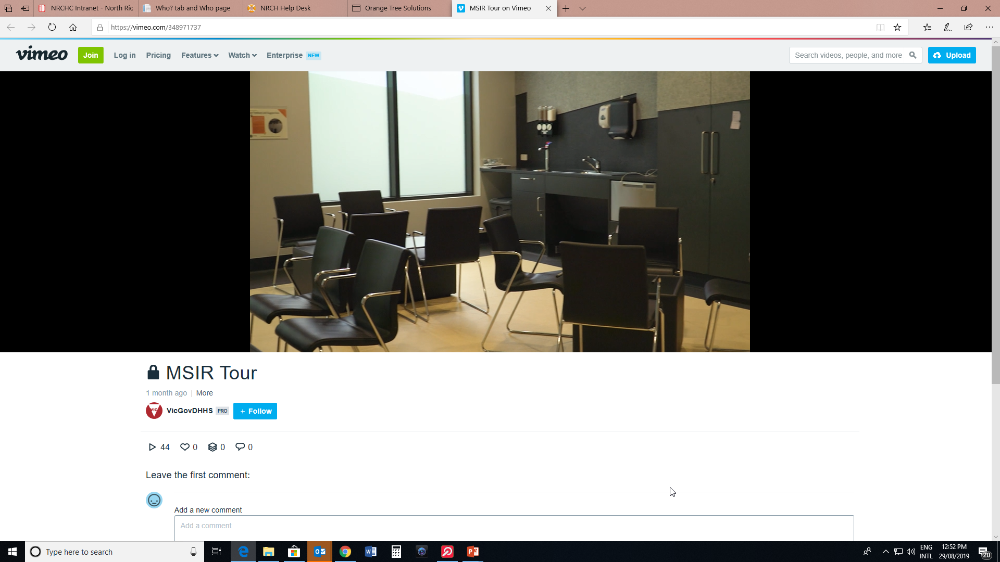 NRCHC Intranet - North Ric
Who? tab and Who page
NRCH Help Desk
Orange Tree Solutions
MSIR Tour on Vimeo
https://vimeo.com/348971737
vimeo
Join
Log in
Pricing
Features
Watch
Enterprise NEW
Search videos, people, and more
Upload
MSIR Tour
1 month ago | More
VIC
VicGovDHHS PRO
+ Follow
44 0 0 0
Leave the first comment:
Add a new comment
Add a comment
Type here to search
ENG
INTL
12:52 PM
29/08/2019
20